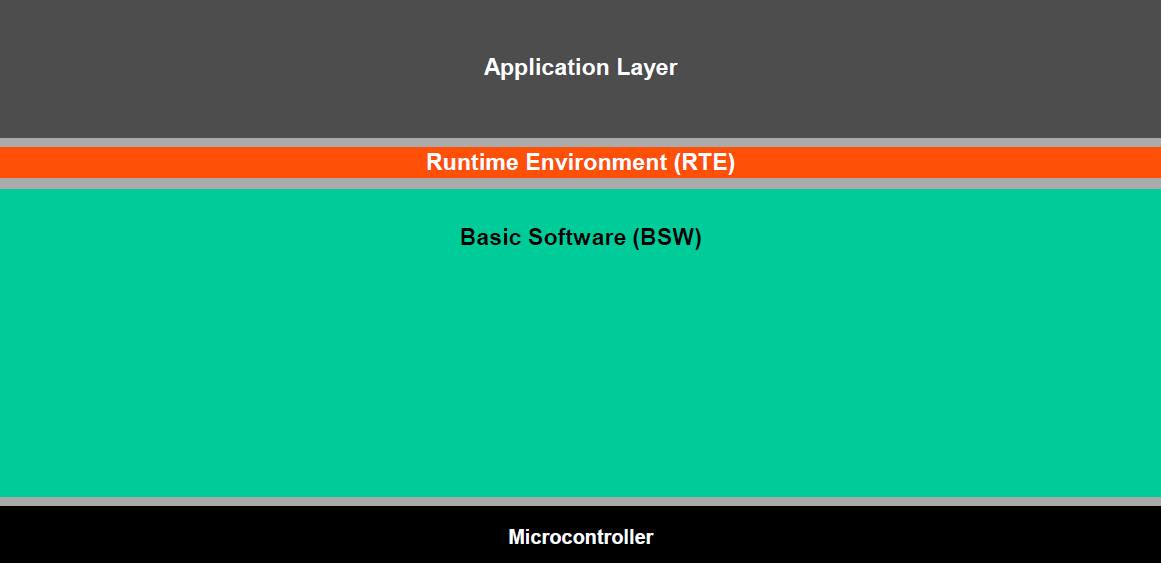 Application Layer
Runtime Environment (RTE)
Basic Software (BSW)
Microcontroller